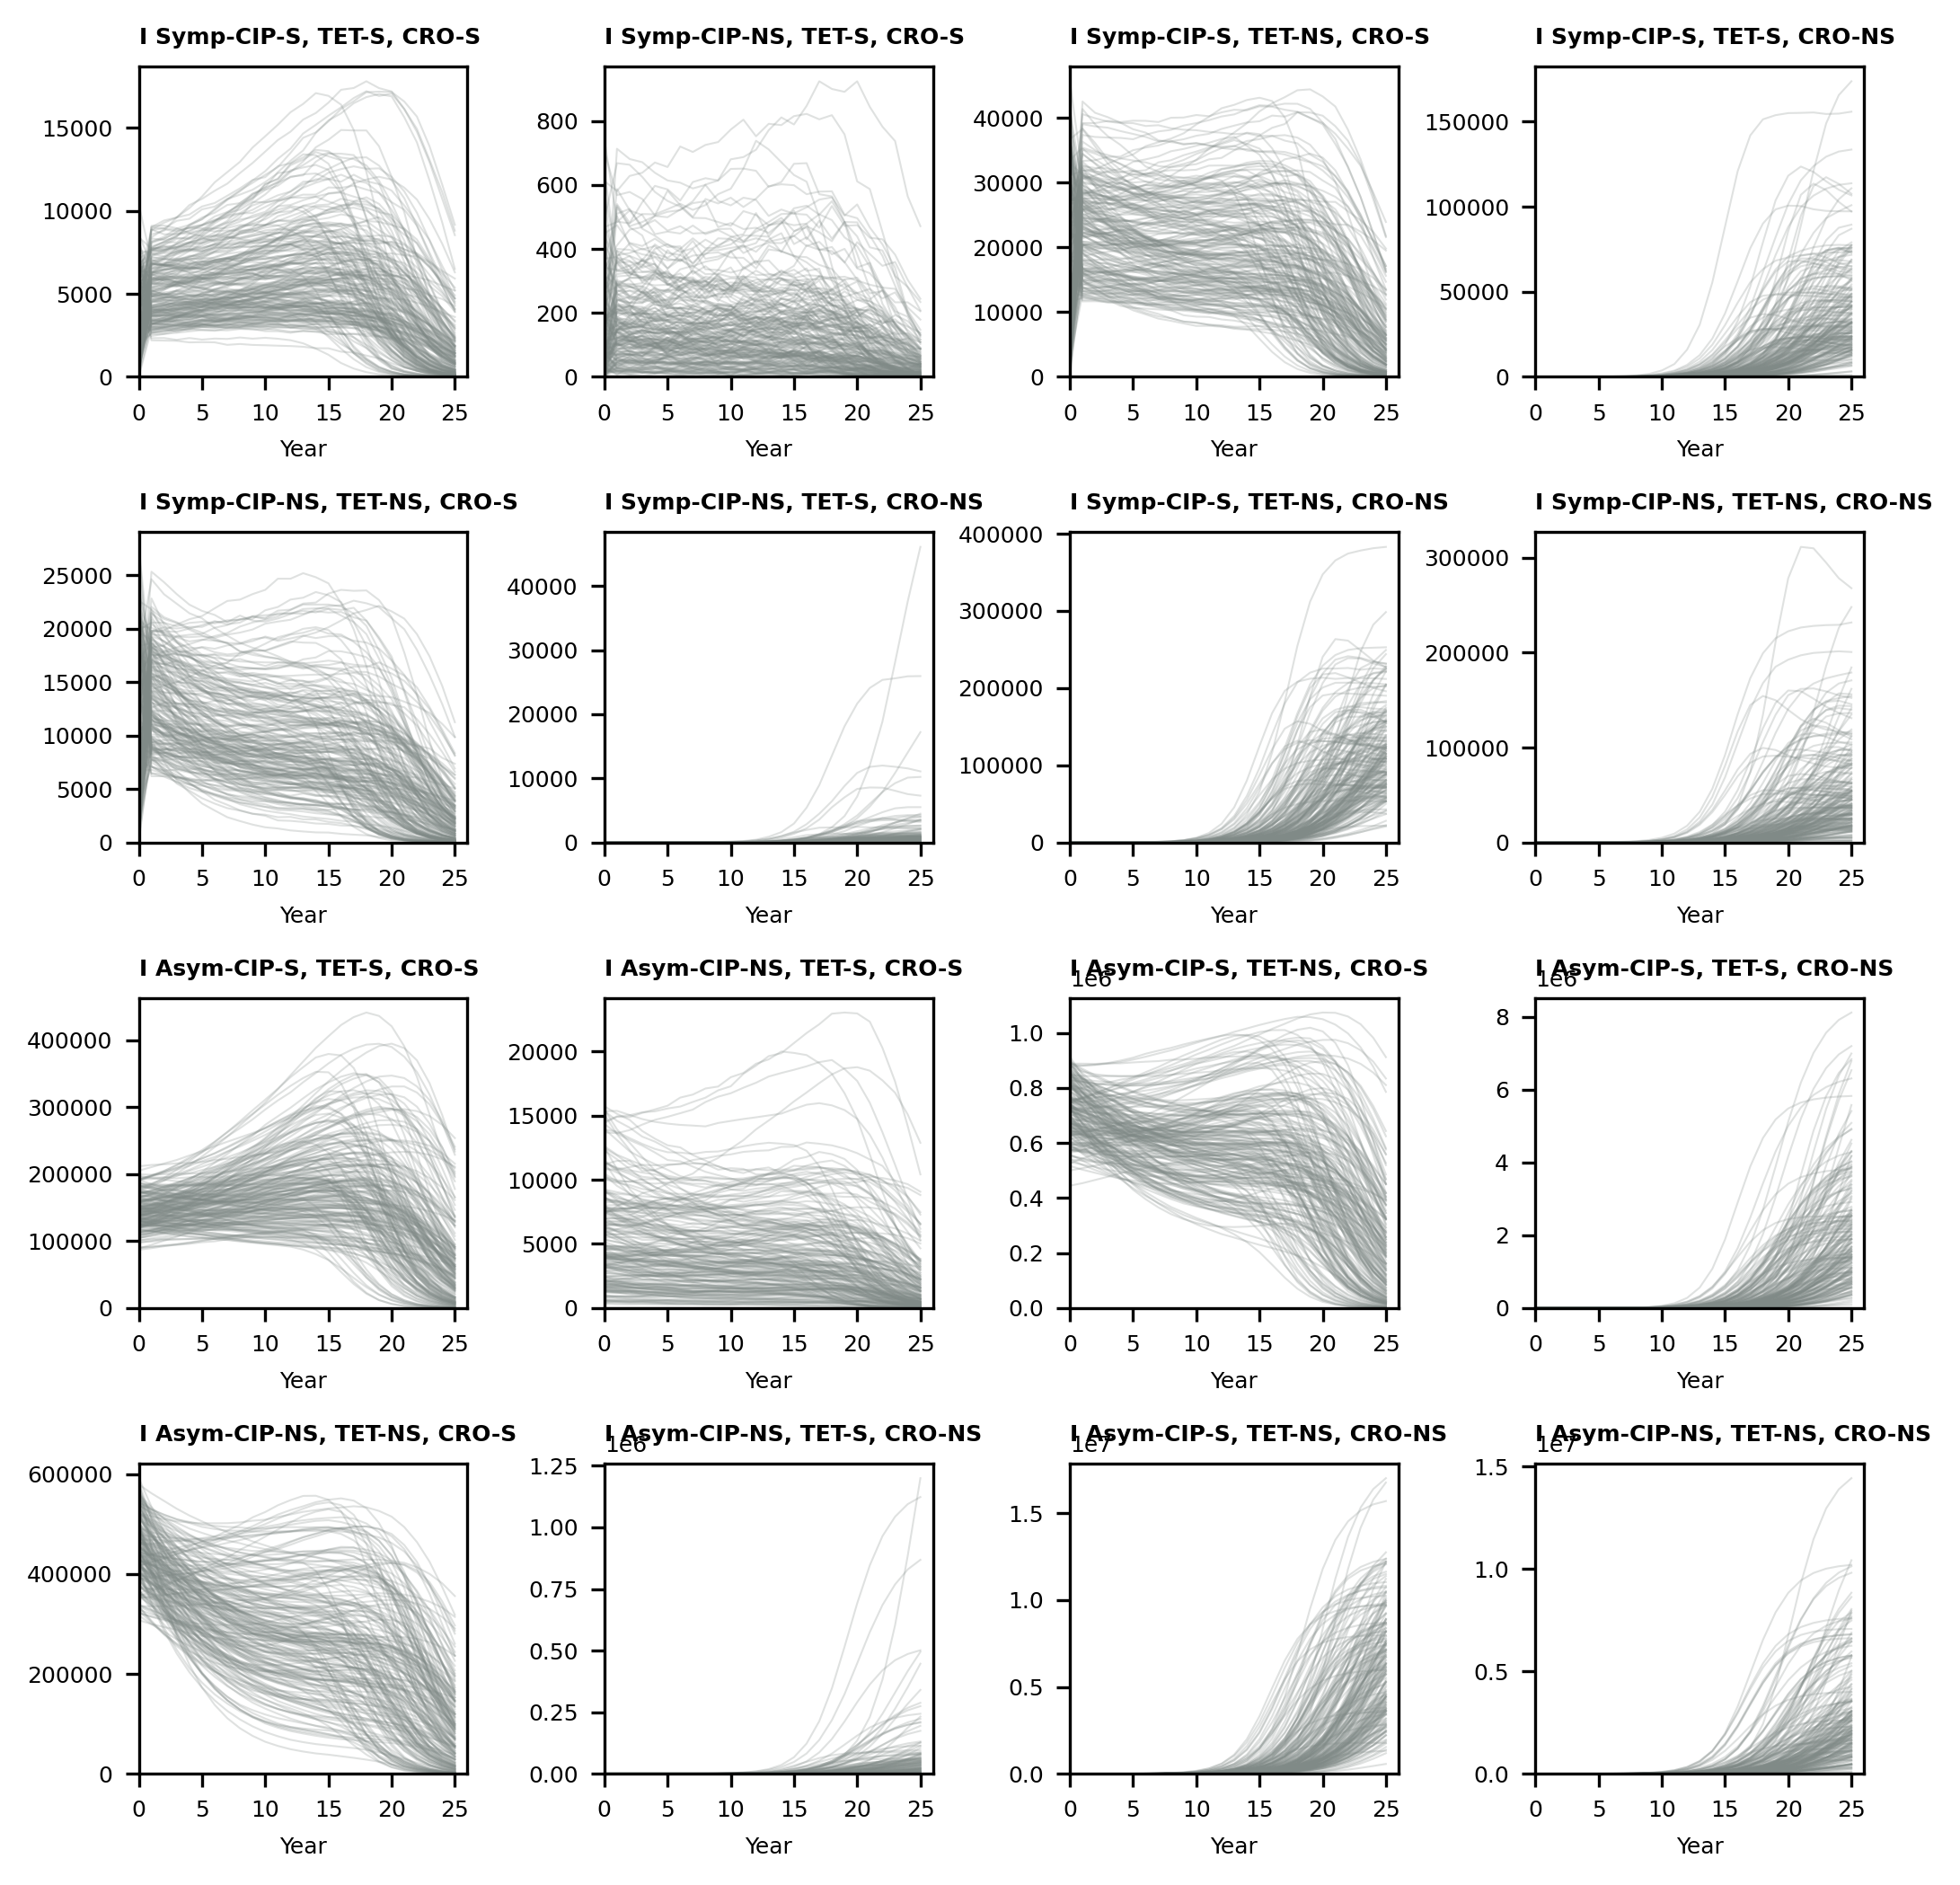 I Symp-CIP-S, TET-S, CRO-S
15000
10000
5000
0
0 5 10 15 20 25
Year
I Symp-CIP-NS, TET-S, CRO-S
800
600
400
200
0
0 5 10 15 20 25
Year
I Symp-CIP-S, TET-NS, CRO-S
40000
30000
20000
10000
0
0 5 10 15 20 25
Year
I Symp-CIP-S, TET-S, CRO-NS
150000
100000
50000
0
0 5 10 15 20 25
Year
I Symp-CIP-NS, TET-NS, CRO-S
25000
20000
15000
10000
5000
0
0 5 10 15 20 25
Year
I Symp-CIP-NS, TET-S, CRO-NS
40000
30000
20000
10000
0
0 5 10 15 20 25
Year
I Symp-CIP-S, TET-NS, CRO-NS
400000
300000
200000
100000
0
0 5 10 15 20 25
Year
I Symp-CIP-NS, TET-NS, CRO-NS
300000
200000
100000
0
0 5 10 15 20 25
Year
I Asym-CIP-S, TET-S, CRO-S
400000
300000
200000
100000
0
0 5 10 15 20 25
Year
I Asym-CIP-NS, TET-S, CRO-S
20000
15000
10000
5000
0
0 5 10 15 20 25
Year
I Asym-CIP-S, TET-NS, CRO-S
1e6
1.0
0.8
0.6
0.4
0.2
0.0
0 5 10 15 20 25
Year
I Asym-CIP-S, TET-S, CRO-NS
1e6
8
6
4
2
0
0 5 10 15 20 25
Year
I Asym-CIP-NS, TET-NS, CRO-S
600000
400000
200000
0
0 5 10 15 20 25
Year
I Asym-CIP-NS, TET-S, CRO-NS
1e6
1.25
1.00
0.75
0.50
0.25
0.00
0 5 10 15 20 25
Year
I Asym-CIP-S, TET-NS, CRO-NS
1e7
1.5
1.0
0.5
0.0
0 5 10 15 20 25
Year
I Asym-CIP-NS, TET-NS, CRO-NS
1e7
1.5
1.0
0.5
0.0
0 5 10 15 20 25
Year